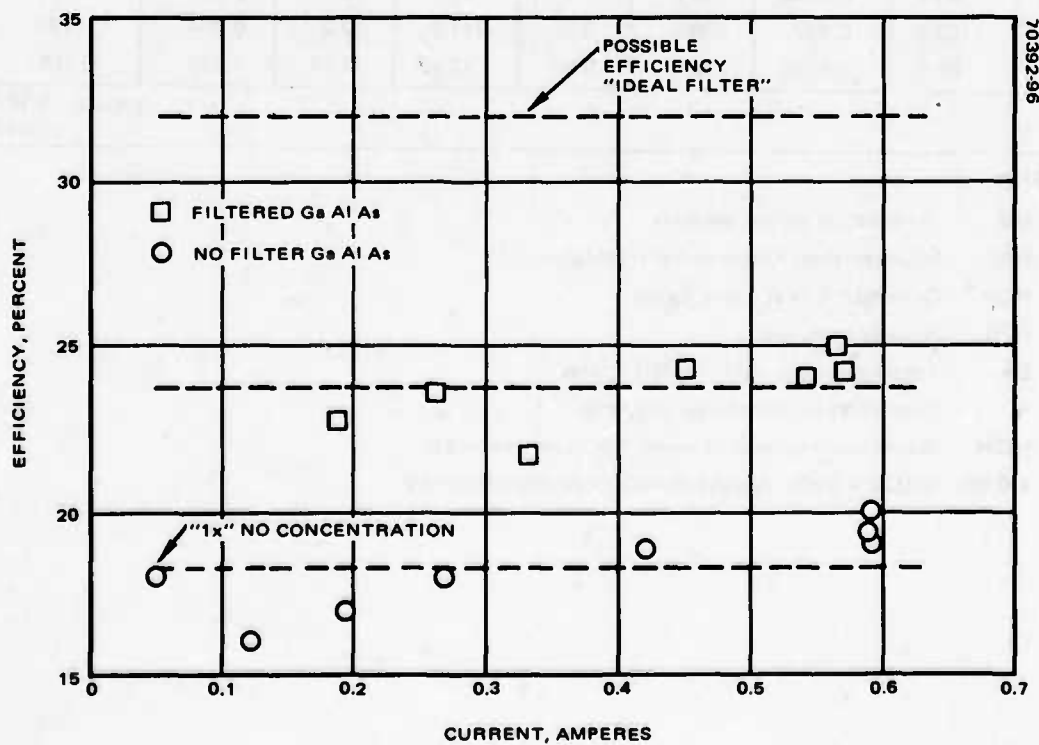 70392-96
35
30
25
20
15
EFFICIENCY, PERCENT
POSSIBLE
EFFICIENCY
"IDEAL FILTER"
FILTERED Ga Al As
NO FILTER Ga Al As
"1x" NO CONCENTRATION
0
0.1
0.2
0.3
0.4
0.5
0.6
0.7
CURRENT, AMPERES